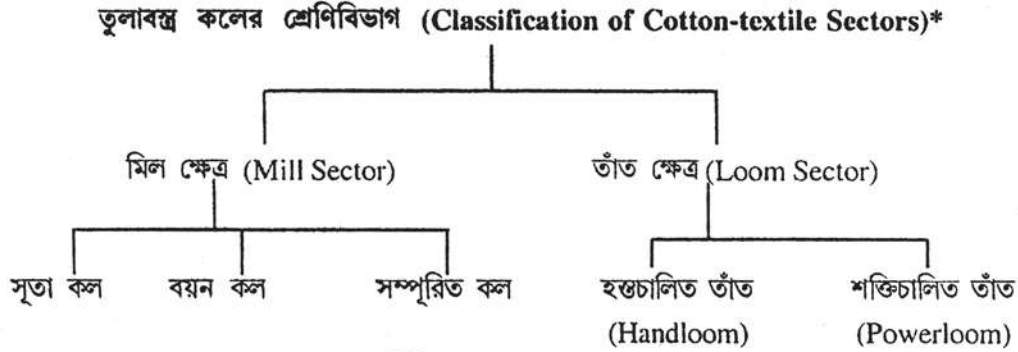 তুলাবস্ত্র কলের শ্রেণিবিভাগ (Classification of Cotton-textile Sectors)*
মিল ক্ষেত্র (Mill Sector) তাঁত ক্ষেত্র (Loom Sector)
সূতা কল বয়ন কল সম্পূরিত কল হস্তচালিত তাঁত শক্তিচালিত তাঁত
(Handloom) (Powerloom)